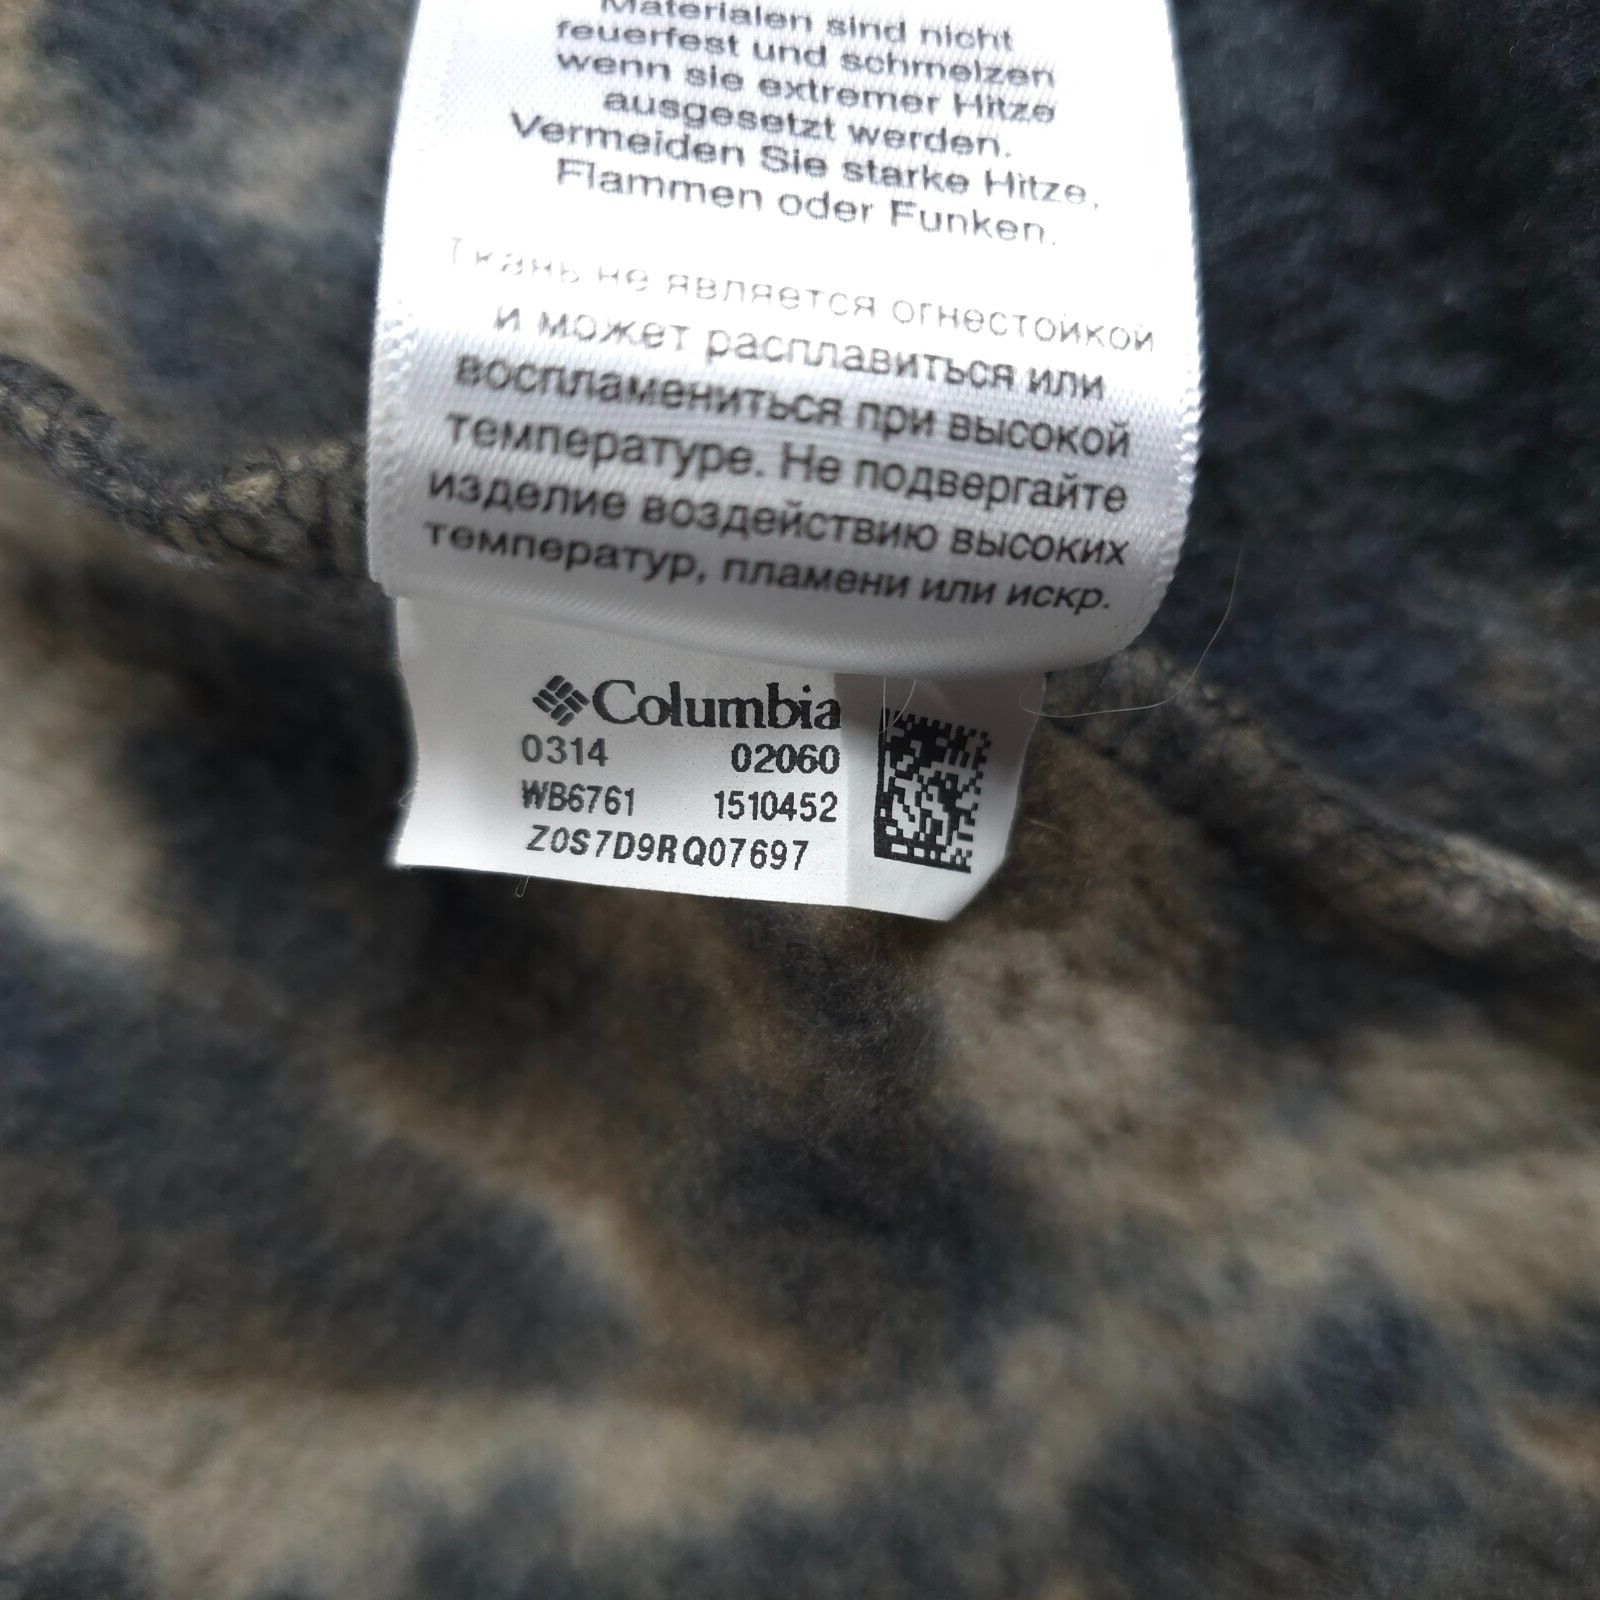 Materialen sind nicht
feuerfest und schmelzen
wenn sie extremer Hitze
ausgesetzt werden.
Vermeiden Sie starke Hitze,
Flammen oder Funken.
Ткань не является огнестойкой
и может расплавиться или
воспламениться при высокой
температуре. Не подвергайте
изделие воздействию высоких
температур, пламени или искр.
Columbia
0314 02060
WB6761 1510452
Z0S7D9RQ07697